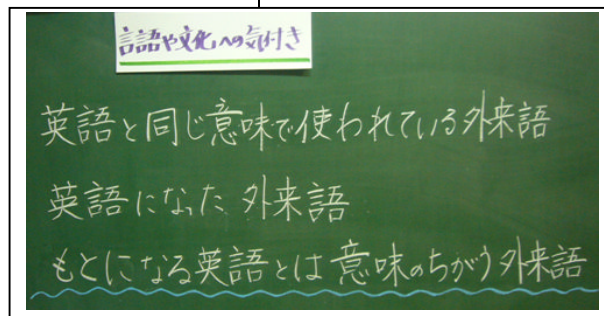 言語や文化への気付き
英語と同じ意味で使われている外来語
英語になった外来語
もとになる英語とは意味のちがう外来語